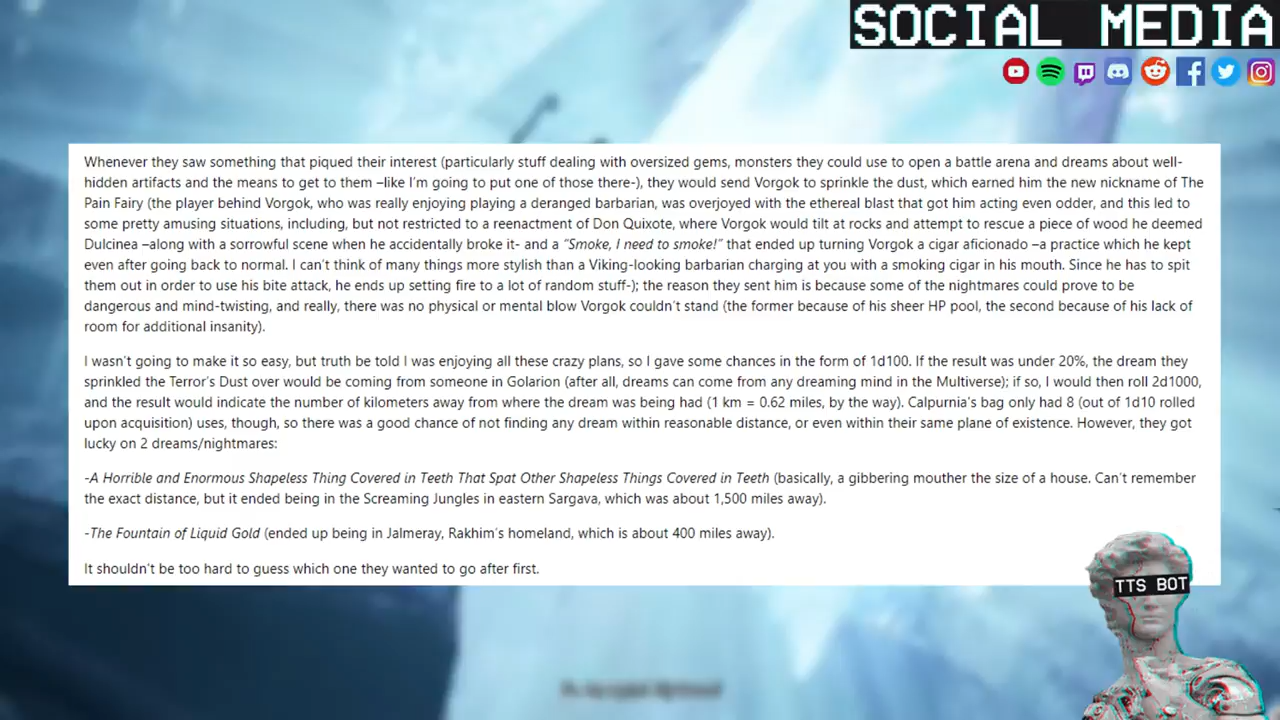 SOCIAL MEDIA
Whenever they saw something that piqued their interest (particularly stuff dealing with oversized gems, monsters they could use to open a battle arena and dreams about well-
hidden artifacts and the means to get to them –like I'm going to put one of those there-), they would send Vorgok to sprinkle the dust, which earned him the new nickname of The
Pain Fairy (the player behind Vorgok, who was really enjoying playing a deranged barbarian, was overjoyed with the ethereal blast that got him acting even odder, and this led to
some pretty amusing situations, including, but not restricted to a reenactment of Don Quixote, where Vorgok would tilt at rocks and attempt to rescue a piece of wood he deemed
Dulcinea –along with a sorrowful scene when he accidentally broke it- and a “Smoke, I need to smoke!” that ended up turning Vorgok a cigar aficionado –a practice which he kept
even after going back to normal. I can't think of many things more stylish than a Viking-looking barbarian charging at you with a smoking cigar in his mouth. Since he has to spit
them out in order to use his bite attack, he ends up setting fire to a lot of random stuff-); the reason they sent him is because some of the nightmares could prove to be
dangerous and mind-twisting, and really, there was no physical or mental blow Vorgok couldn't stand (the former because of his sheer HP pool, the second because of his lack of
room for additional insanity).
I wasn't going to make it so easy, but truth be told I was enjoying all these crazy plans, so I gave some chances in the form of 1d100. If the result was under 20%, the dream they
sprinkled the Terror's Dust over would be coming from someone in Golarion (after all, dreams can come from any dreaming mind in the Multiverse); if so, I would then roll 2d1000,
and the result would indicate the number of kilometers away from where the dream was being had (1 km = 0.62 miles, by the way). Calpurnia's bag only had 8 (out of 1d10 rolled
upon acquisition) uses, though, so there was a good chance of not finding any dream within reasonable distance, or even within their same plane of existence. However, they got
lucky on 2 dreams/nightmares:
-A Horrible and Enormous Shapeless Thing Covered in Teeth That Spat Other Shapeless Things Covered in Teeth (basically, a gibbering mouther the size of a house. Can't remember
the exact distance, but it ended being in the Screaming Jungles in eastern Sargava, which was about 1,500 miles away).
-The Fountain of Liquid Gold (ended up being in Jalmeray, Rakhim's homeland, which is about 400 miles away).
It shouldn't be too hard to guess which one they wanted to go after first.
TTS BOT